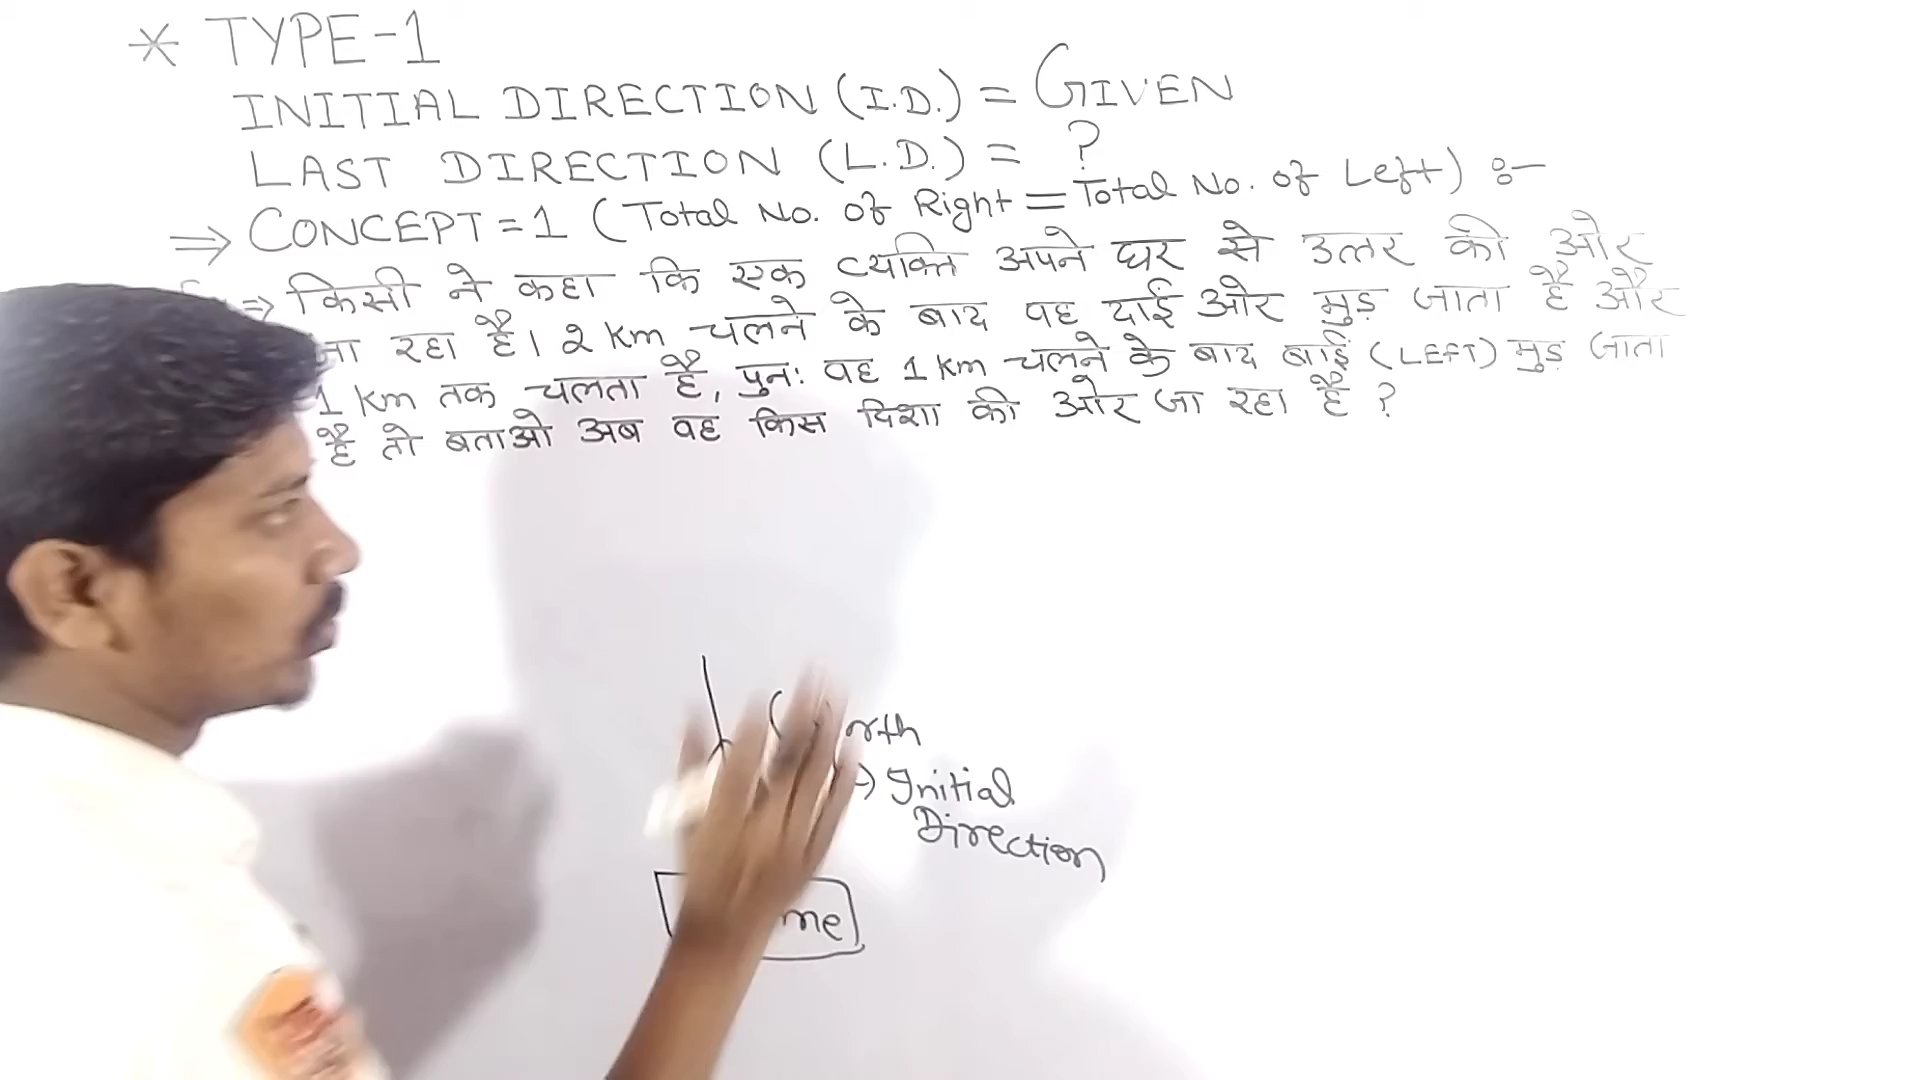 * TYPE-1
INITIAL DIRECTION (I.D.) = GIVEN
LAST DIRECTION (L.D.) = ?
⇒ CONCEPT=1 (Total No. of Right = Total No. of Left) :-
⇒ किसी ने कहा कि एक व्यक्ति अपने घर से उत्तर की ओर
जा रहा है। 2 Km चलने के बाद वह दाईं ओर मुड़ जाता है और
1 Km तक चलता है, पुनः वह 1 Km चलने के बाद बाईं (LEFT) मुड़ जाता
है तो बताओ अब वह किस दिशा की ओर जा रहा है ?
→ Initial
Direction